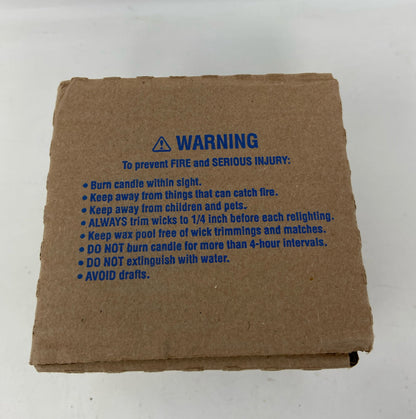 ⚠ WARNING
To prevent FIRE and SERIOUS INJURY:
• Burn candle within sight.
• Keep away from things that can catch fire.
• Keep away from children and pets.
• ALWAYS trim wicks to 1/4 inch before each relighting.
• Keep wax pool free of wick trimmings and matches.
• DO NOT burn candle for more than 4-hour intervals.
• DO NOT extinguish with water.
• AVOID drafts.